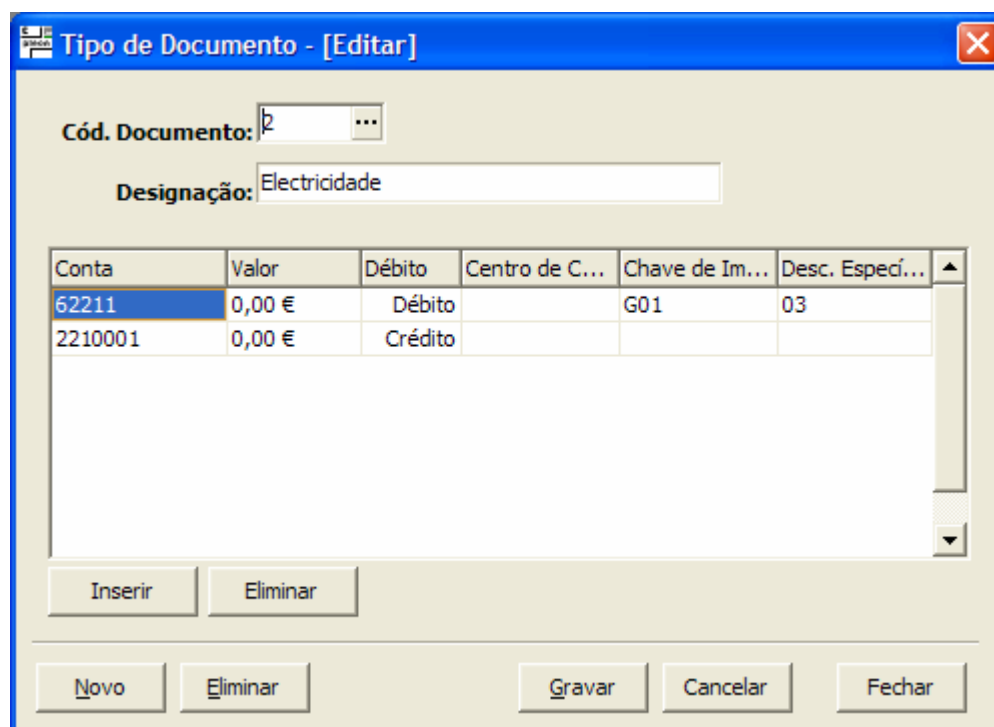 Tipo de Documento - [Editar]
Cód. Documento: 2 ...
Designação: Electricidade
Conta Valor Débito Centro de C... Chave de Im... Desc. Especí...
62211 0,00 € Débito G01 03
2210001 0,00 € Crédito
Inserir Eliminar
Novo Eliminar Gravar Cancelar Fechar